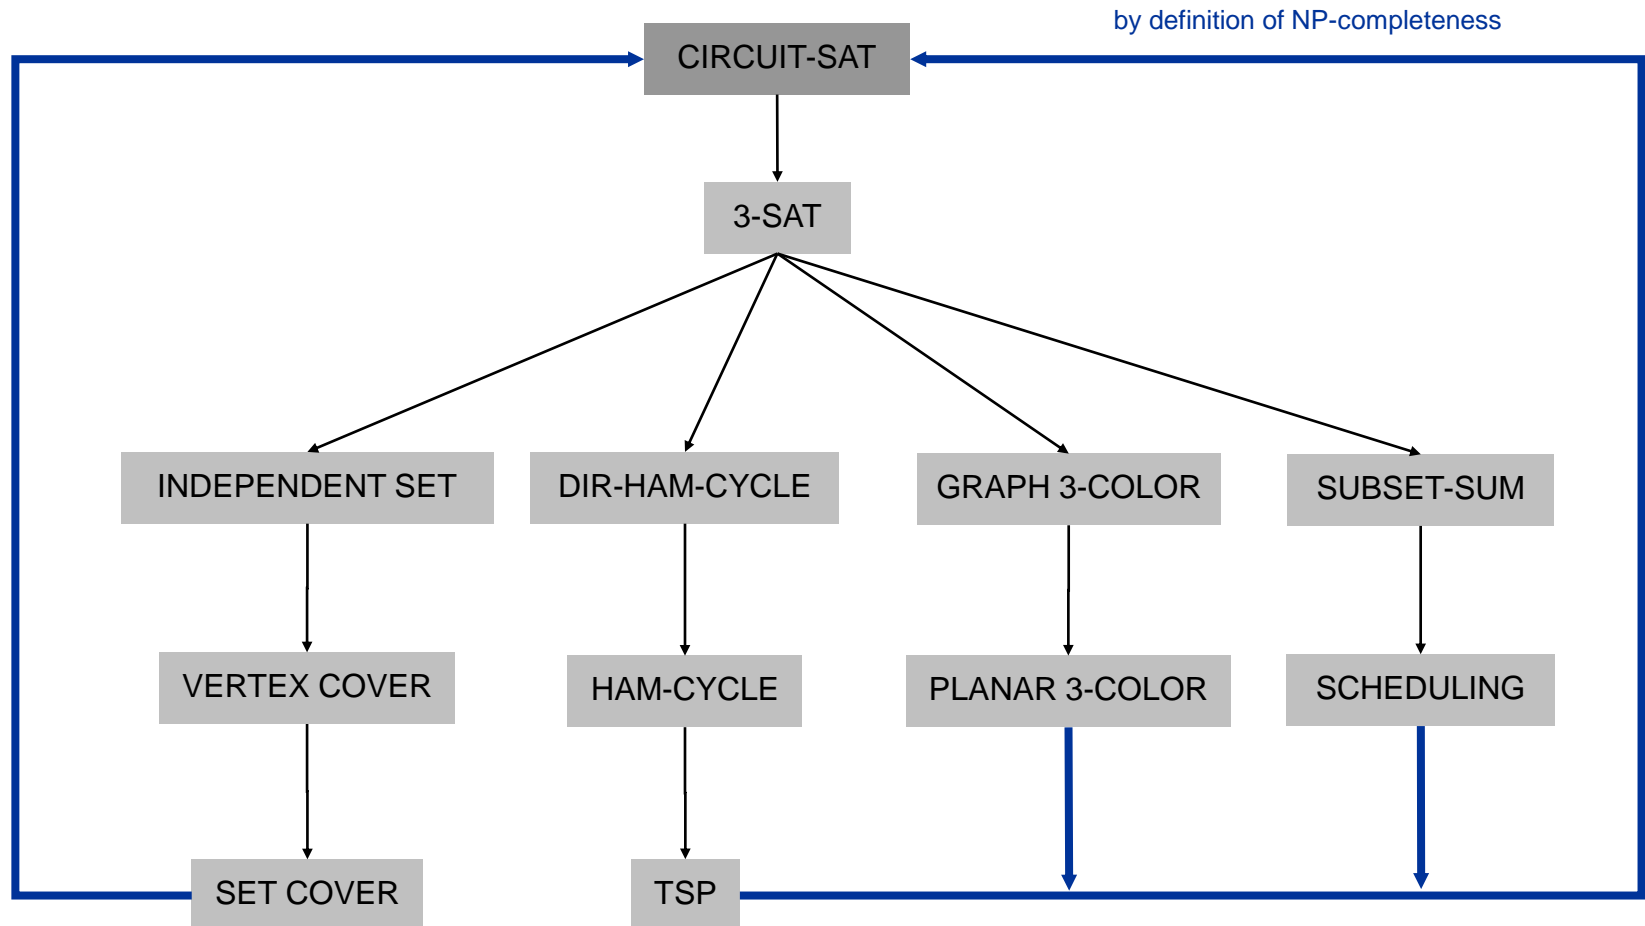 by definition of NP-completeness
CIRCUIT-SAT
3-SAT
INDEPENDENT SET
DIR-HAM-CYCLE
GRAPH 3-COLOR
SUBSET-SUM
VERTEX COVER
HAM-CYCLE
PLANAR 3-COLOR
SCHEDULING
SET COVER
TSP